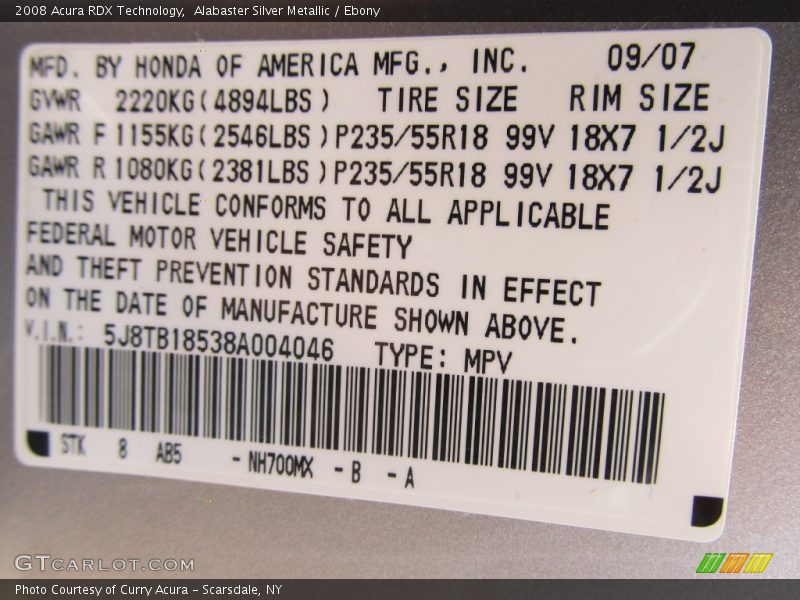 2008 Acura RDX Technology,  Alabaster Silver Metallic / Ebony
MFD. BY HONDA OF AMERICA MFG., INC. 09/07
GVWR 2220KG(4894LBS) TIRE SIZE RIM SIZE
GAWR F 1155KG(2546LBS)P235/55R18 99V 18X7 1/2J
GAWR R 1080KG(2381LBS)P235/55R18 99V 18X7 1/2J
THIS VEHICLE CONFORMS TO ALL APPLICABLE
FEDERAL MOTOR VEHICLE SAFETY
AND THEFT PREVENTION STANDARDS IN EFFECT
ON THE DATE OF MANUFACTURE SHOWN ABOVE.
V.I.N.: 5J8TB18538A004046 TYPE: MPV
STK 8 AB5 -NH700MX -B -A
GTCARLOT.COM
Photo Courtesy of Curry Acura - Scarsdale, NY